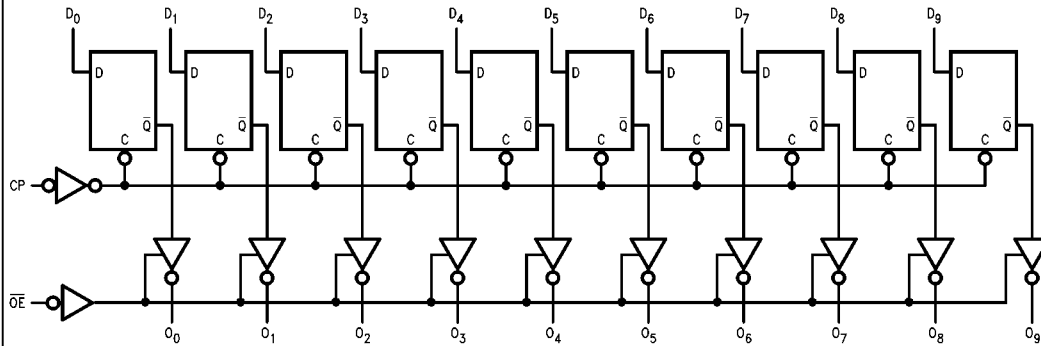 D₀ D₁ D₂ D₃ D₄ D₅ D₆ D₇ D₈ D₉
D D D D D D D D D D
Q̅ Q̅ Q̅ Q̅ Q̅ Q̅ Q̅ Q̅ Q̅ Q̅
C C C C C C C C C C
CP
O̅E̅
O₀ O₁ O₂ O₃ O₄ O₅ O₆ O₇ O₈ O₉